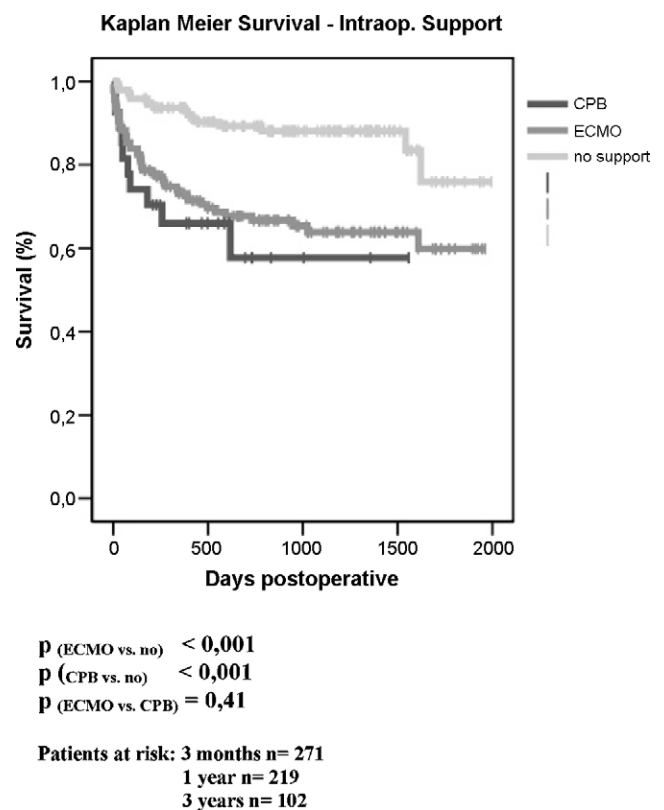 Kaplan Meier Survival - Intraop. Support
1,0
0,8
0,6
0,4
0,2
0,0
Survival (%)
0 500 1000 1500 2000
Days postoperative
CPB
ECMO
no support
p (ECMO vs. no) < 0,001
p (CPB vs. no) < 0,001
p (ECMO vs. CPB) = 0,41
Patients at risk: 3 months n= 271
1 year n= 219
3 years n= 102